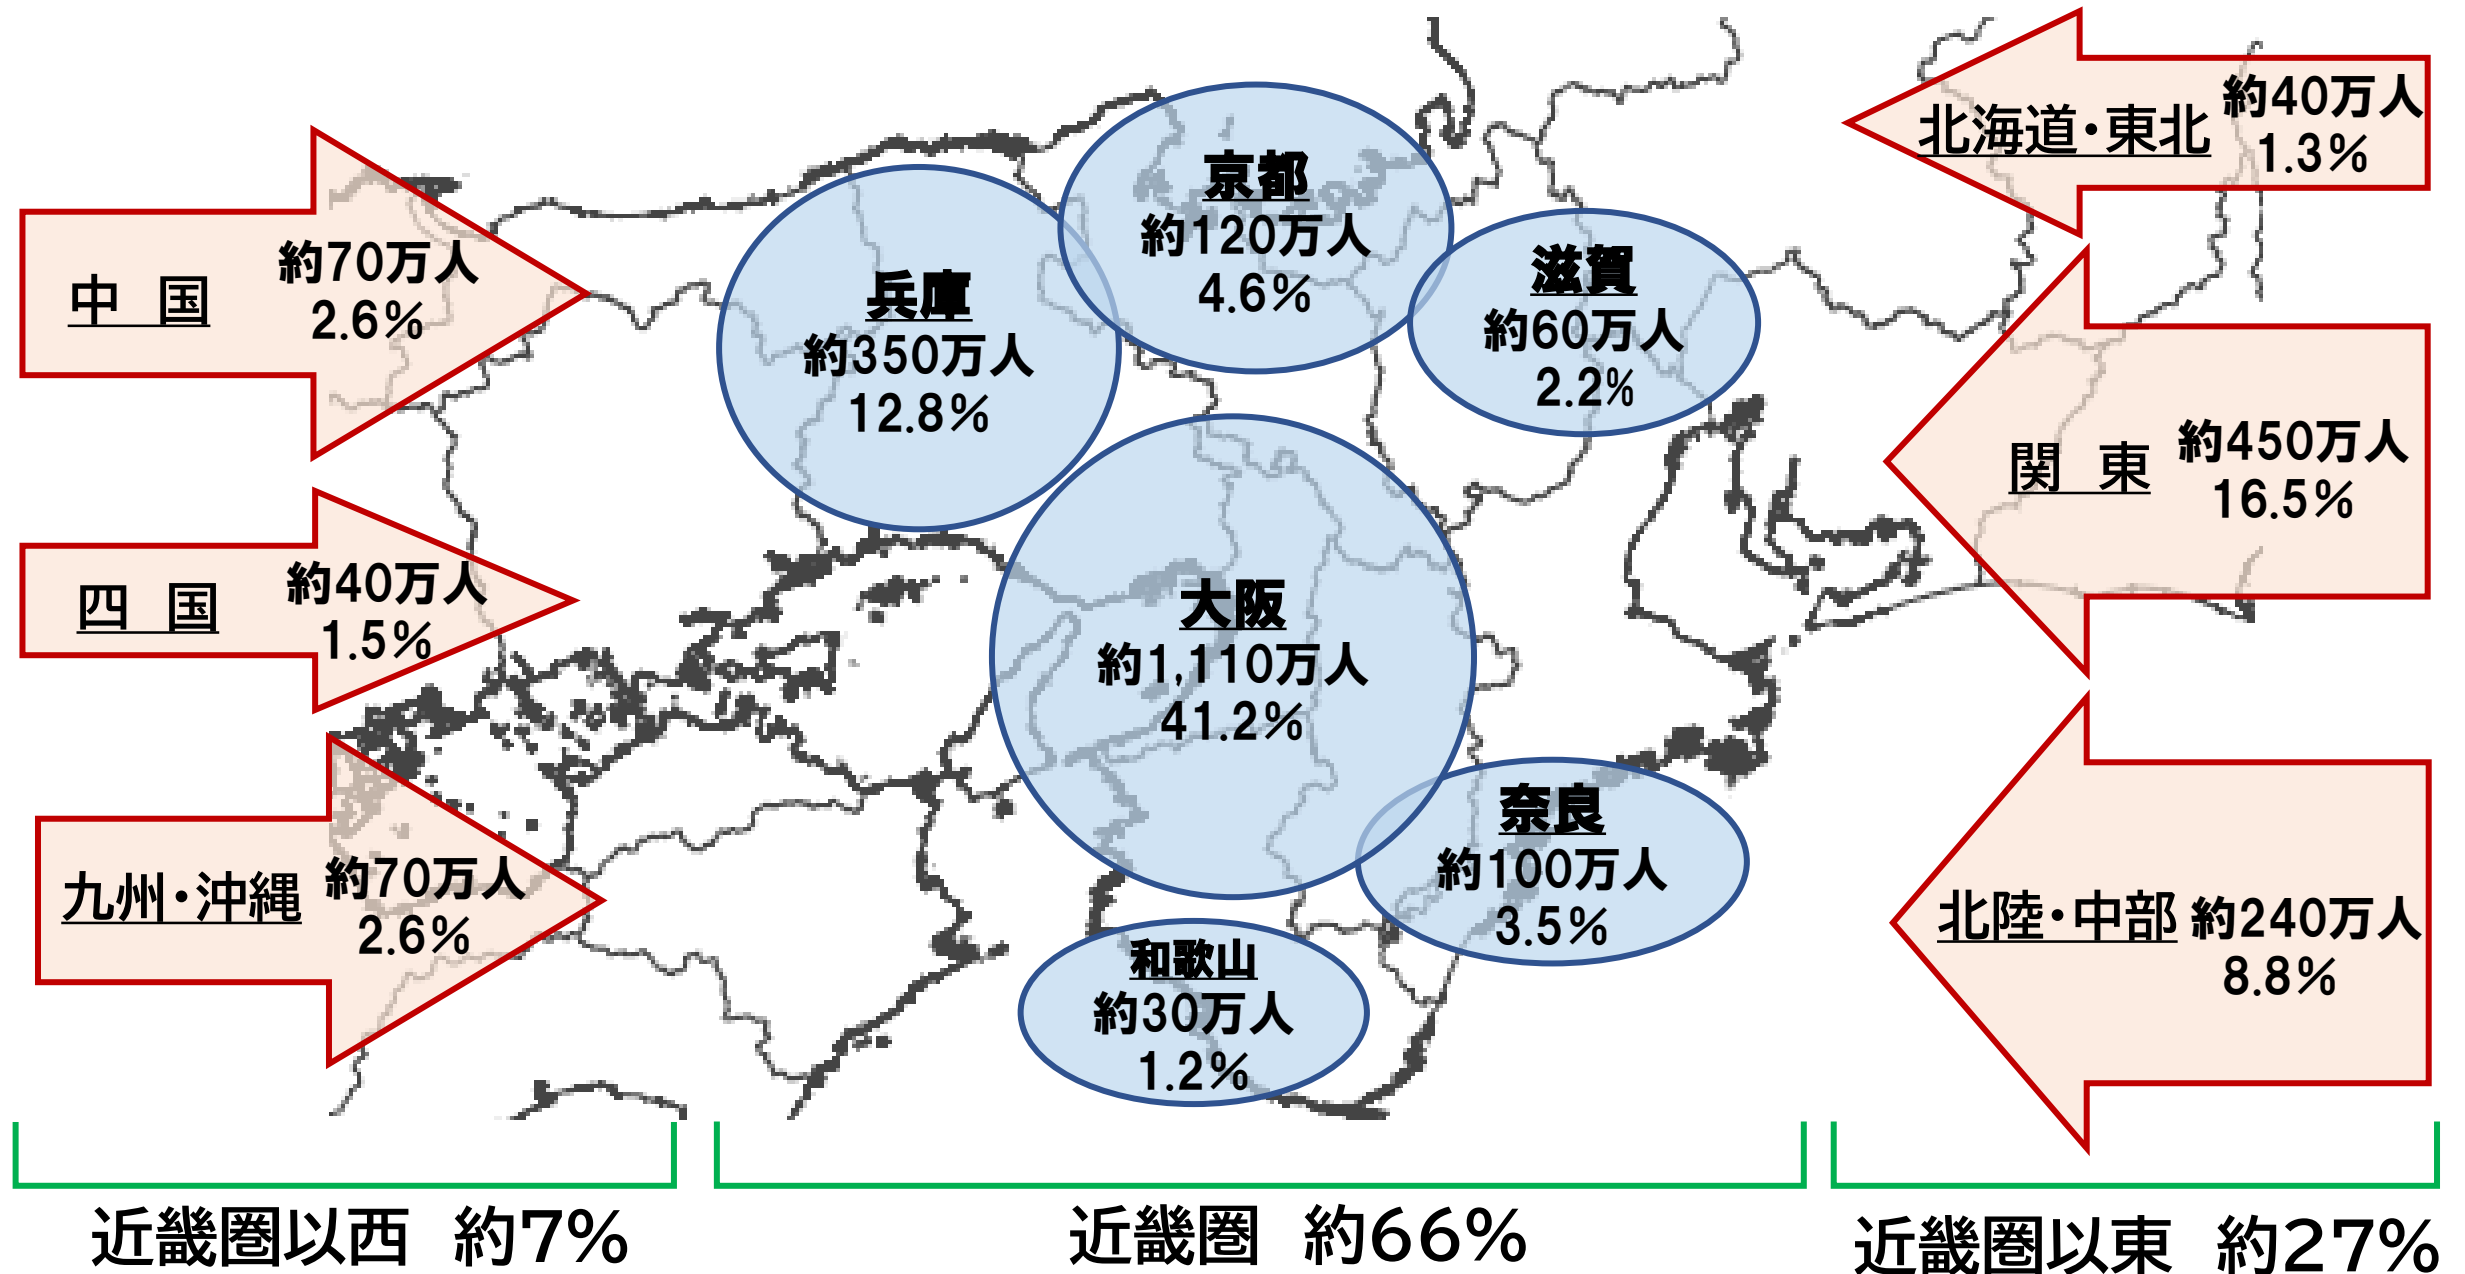 中　国
約70万人
2.6%
四　国
約40万人
1.5%
九州・沖縄
約70万人
2.6%
兵庫
約350万人
12.8%
京都
約120万人
4.6%
滋賀
約60万人
2.2%
大阪
約1,110万人
41.2%
奈良
約100万人
3.5%
和歌山
約30万人
1.2%
北海道・東北
約40万人
1.3%
関　東
約450万人
16.5%
北陸・中部
約240万人
8.8%
近畿圏以西　約7%
近畿圏　約66%
近畿圏以東　約27%